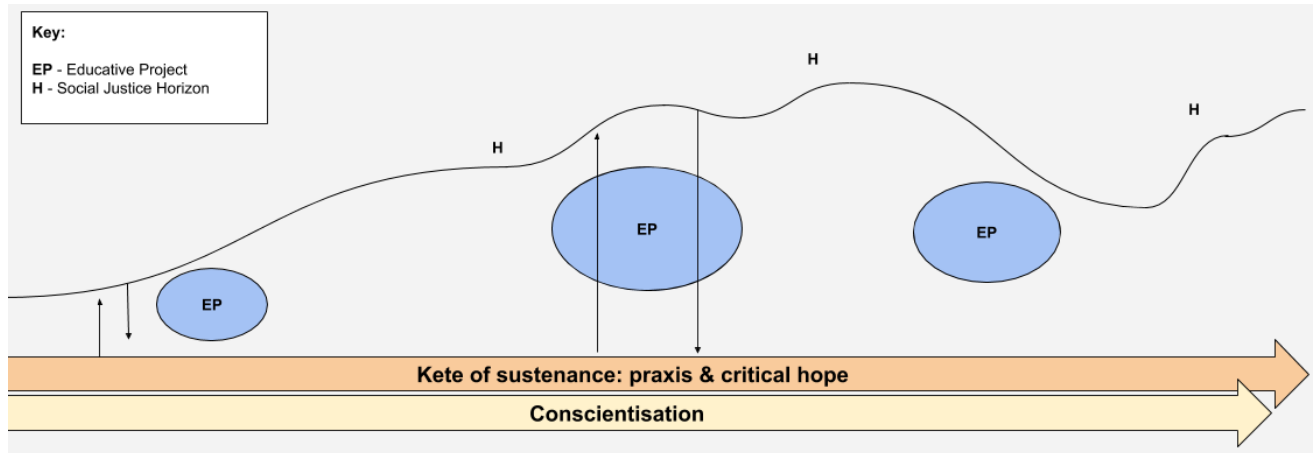 Key:
EP - Educative Project
H - Social Justice Horizon
H
H
H
EP
EP
EP
Kete of sustenance: praxis & critical hope
Conscientisation